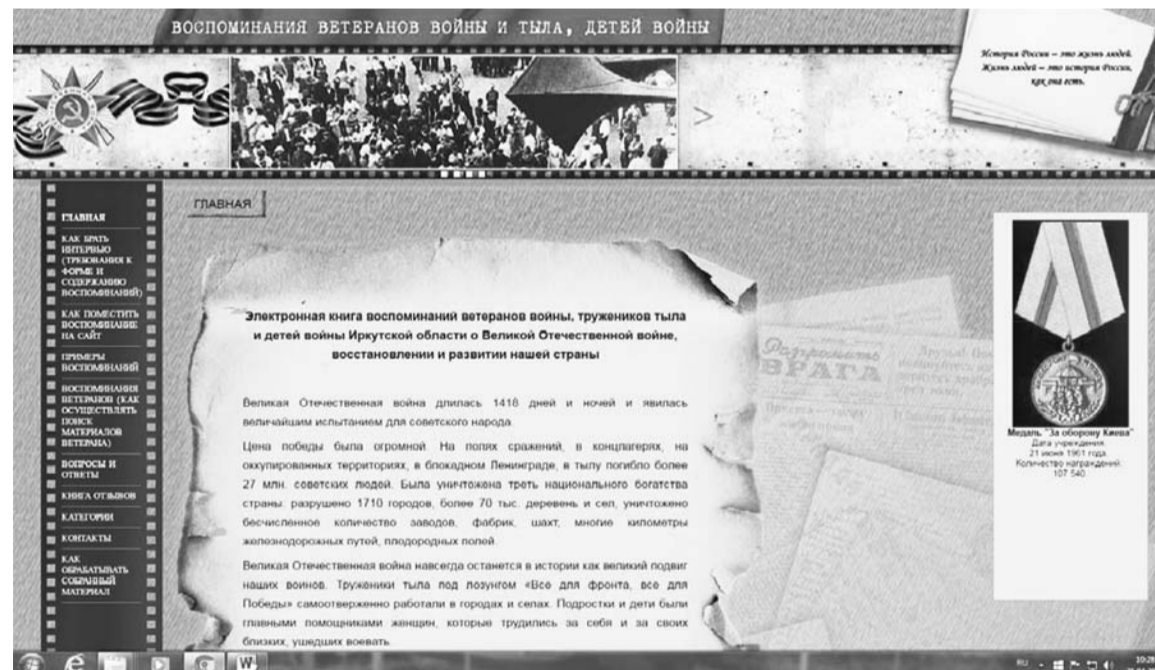 ВОСПОМИНАНИЯ ВЕТЕРАНОВ ВОЙНЫ И ТЫЛА, ДЕТЕЙ ВОЙНЫ
История России – это жизнь людей.
Жизнь людей – это история России,
как она есть.
>
ГЛАВНАЯ
КАК БРАТЬ
ИНТЕРВЬЮ
(ТРЕБОВАНИЯ К
ФОРМЕ И
СОДЕРЖАНИЮ
ВОСПОМИНАНИЙ)
КАК ПОМЕСТИТЬ
ВОСПОМИНАНИЕ
НА САЙТ
ПРИМЕРЫ
ВОСПОМИНАНИЙ
ВОСПОМИНАНИЯ
ВЕТЕРАНОВ (КАК
ОСУЩЕСТВЛЯТЬ
ПОИСК
МАТЕРИАЛОВ
ВЕТЕРАНА)
ВОПРОСЫ И
ОТВЕТЫ
КНИГА ОТЗЫВОВ
КАТЕГОРИИ
КОНТАКТЫ
КАК
ОБРАБАТЫВАТЬ
СОБРАННЫЙ
МАТЕРИАЛ
ГЛАВНАЯ
Электронная книга воспоминаний ветеранов войны, тружеников тыла
и детей войны Иркутской области о Великой Отечественной войне,
восстановлении и развитии нашей страны
Великая Отечественная война длилась 1418 дней и ночей и явилась
величайшим испытанием для советского народа.
Цена победы была огромной. На полях сражений, в концлагерях, на
оккупированных территориях, в блокадном Ленинграде, в тылу погибло более
27 млн. советских людей. Была уничтожена треть национального богатства
страны: разрушено 1710 городов, более 70 тыс. деревень и сел, уничтожено
бесчисленное количество заводов, фабрик, шахт, многие километры
железнодорожных путей, плодородных полей.
Великая Отечественная война навсегда останется в истории как великий подвиг
наших воинов. Труженики тыла под лозунгом «Все для фронта, все для
Победы» самоотверженно работали в городах и селах. Подростки и дети были
главными помощниками женщин, которые трудились за себя и за своих
близких, ушедших воевать.
Разгромить
ВРАГА
Медаль "За оборону Киева"
Дата учреждения:
21 июня 1961 года.
Количество награждений:
107 540
RU
10:28